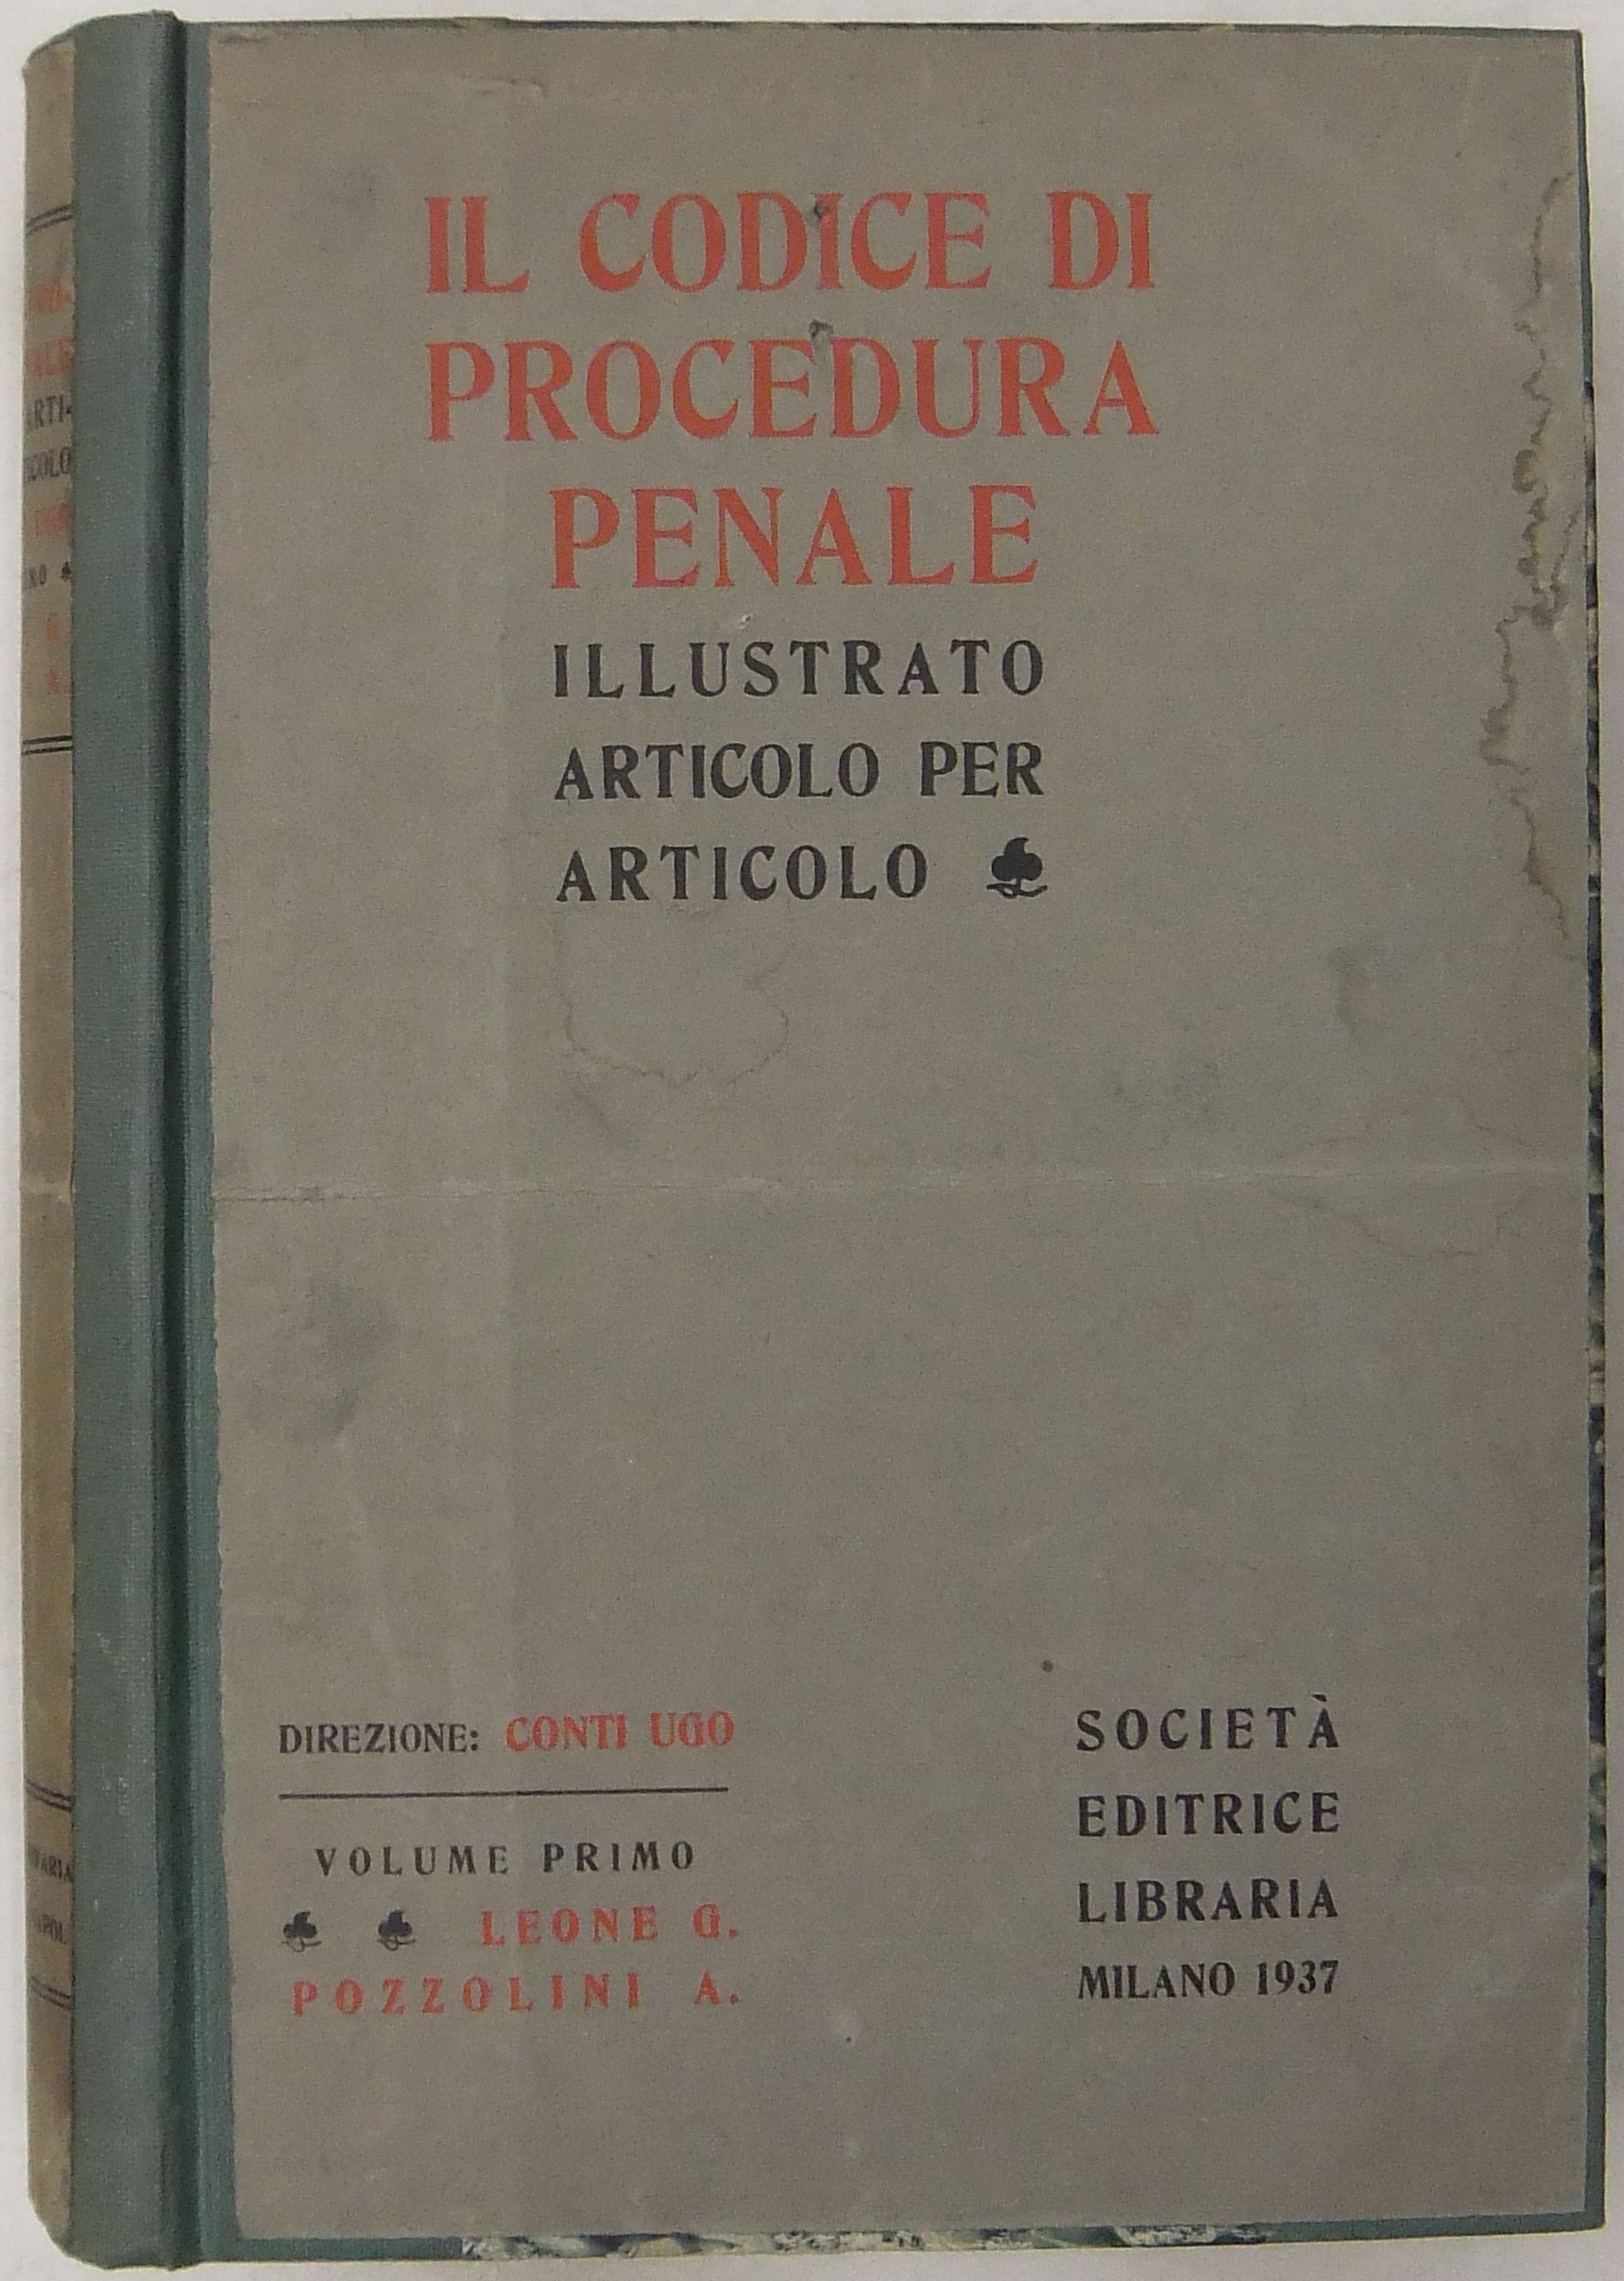 IL CODICE DI
PROCEDURA
PENALE
ILLUSTRATO
ARTICOLO PER
ARTICOLO
DIREZIONE: CONTI UGO
VOLUME PRIMO
LEONE G.
POZZOLINI A.
SOCIETÀ
EDITRICE
LIBRARIA
MILANO 1937